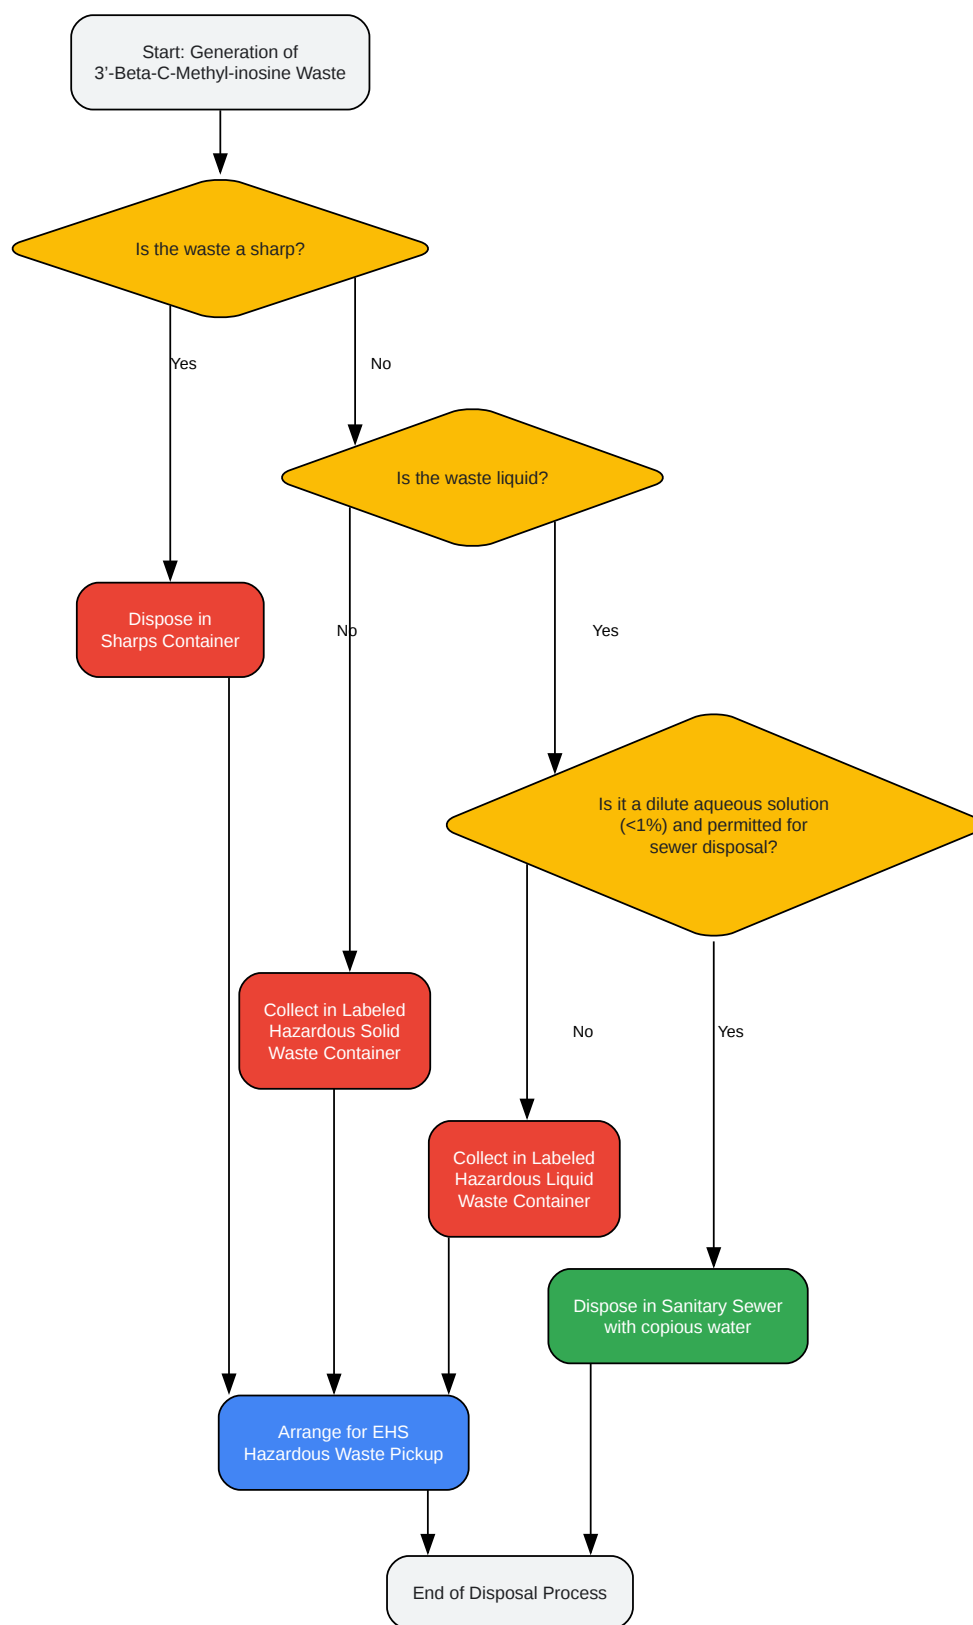 Start: Generation of
3’-Beta-C-Methyl-inosine Waste
Is the waste a sharp?
Yes
No
Is the waste liquid?
Dispose in
Sharps Container
No
Yes
Is it a dilute aqueous solution
(<1%) and permitted for
sewer disposal?
Collect in Labeled
Hazardous Solid
Waste Container
No
Yes
Collect in Labeled
Hazardous Liquid
Waste Container
Dispose in Sanitary Sewer
with copious water
Arrange for EHS
Hazardous Waste Pickup
End of Disposal Process